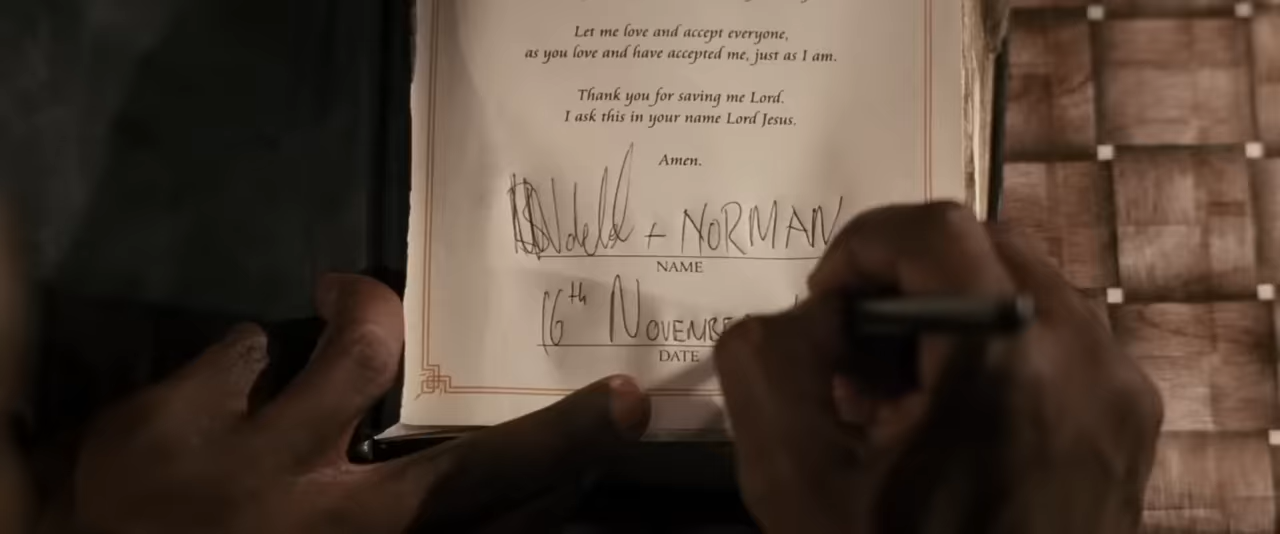 Let me love and accept everyone,
as you love and have accepted me, just as I am.
Thank you for saving me Lord.
I ask this in your name Lord Jesus.
Amen.
+ NORMAN
NAME
16th NOVEMBE
DATE